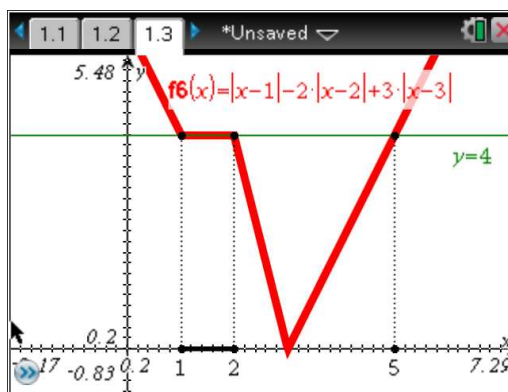 1.1 1.2 1.3 *Unsaved
5.48 y
f6(x)=|x-1|-2·|x-2|+3·|x-3|
y=4
0.2 x
17 -0.83 0.2 1 2 5 7.29